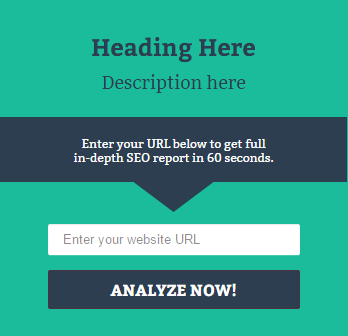 Heading Here
Description here
Enter your URL below to get full
in-depth SEO report in 60 seconds.
Enter your website URL
ANALYZE NOW!